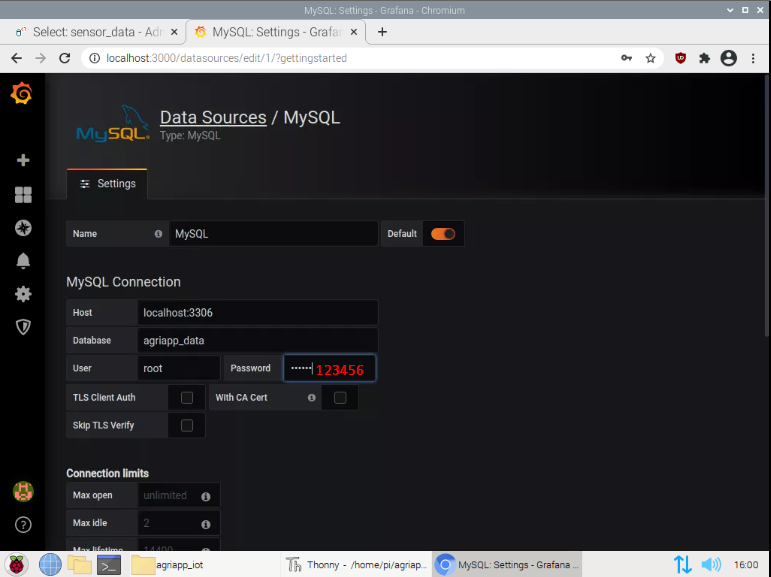 MySQL: Settings - Grafana - Chromium
Select: sensor_data - Adm
MySQL: Settings - Grafan
localhost:3000/datasources/edit/1/?gettingstarted
MySQL
Data Sources / MySQL
Type: MySQL
Settings
Name
MySQL
Default
MySQL Connection
Host
localhost:3306
Database
agriapp_data
User
root
Password
•••••• 123456
TLS Client Auth
With CA Cert
Skip TLS Verify
Connection limits
Max open
unlimited
Max idle
2
Max lifetime
14400
agriapp_iot
Thonny - /home/pi/agriap...
MySQL: Settings - Grafana ...
16:00